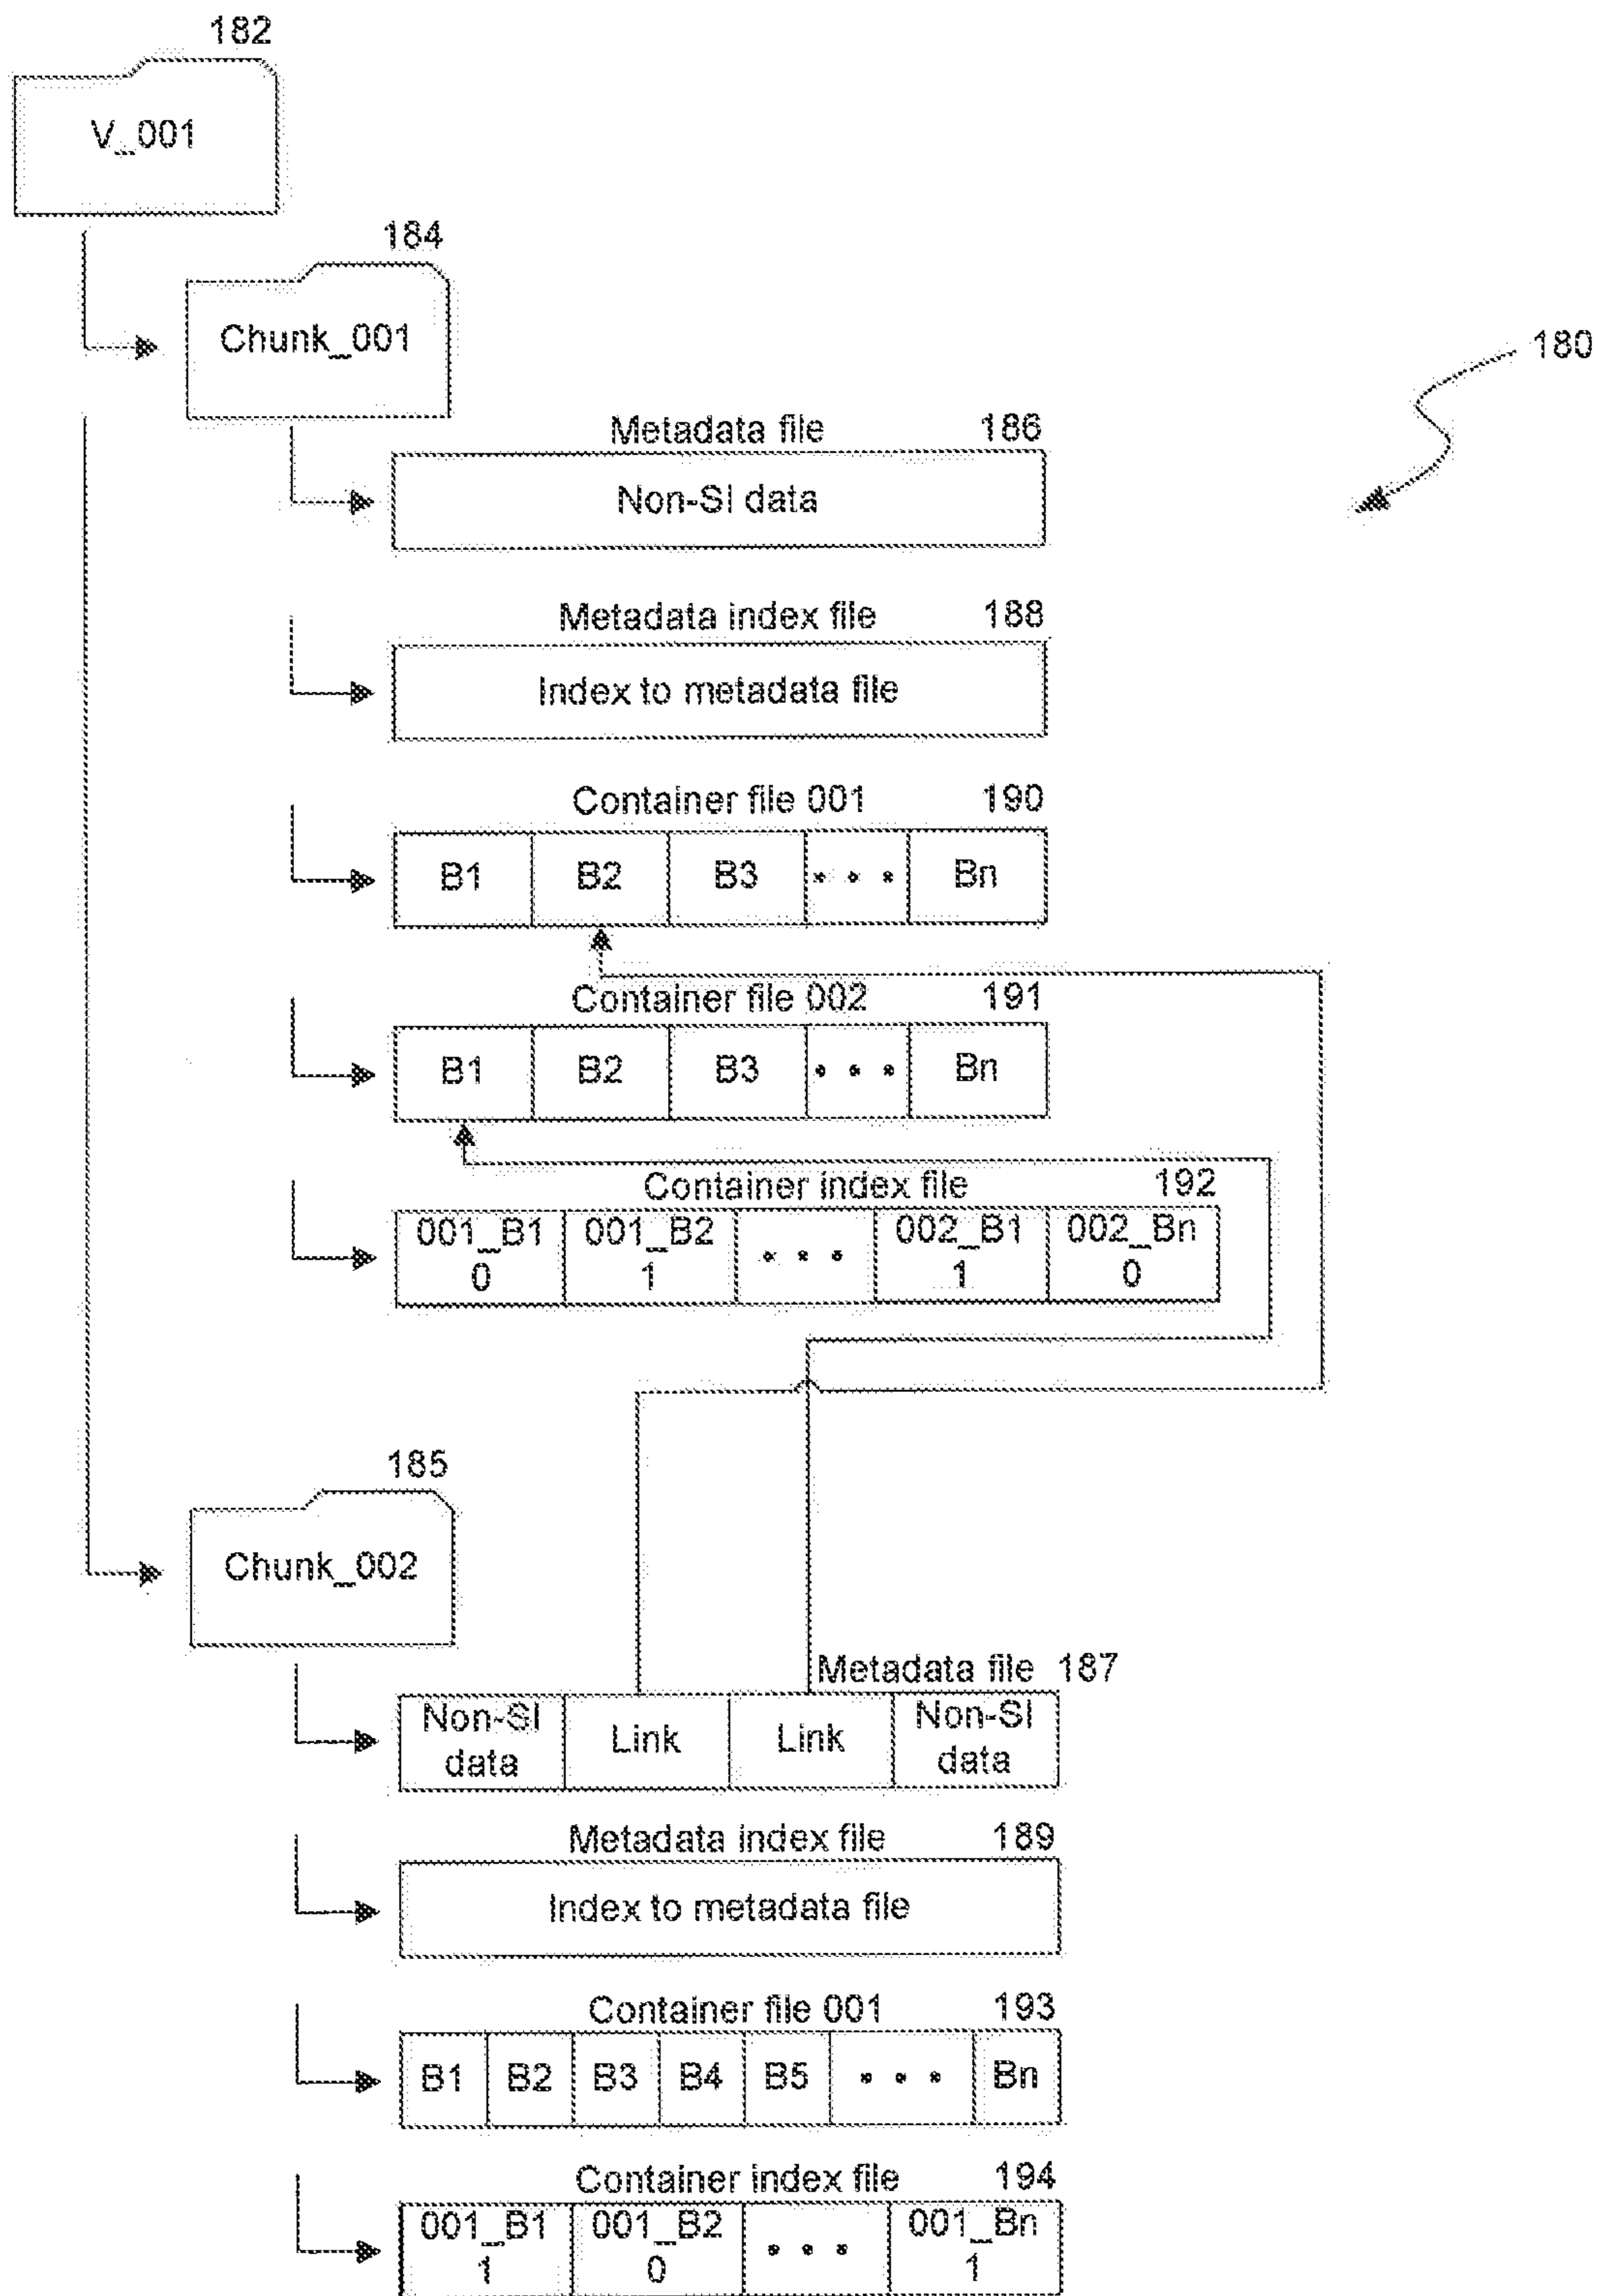 182
V_001
184
Chunk_001
180
Metadata file 186
Non-SI data
Metadata index file 188
Index to metadata file
Container file 001 190
B1 B2 B3 • • • Bn
Container file 002 191
B1 B2 B3 • • • Bn
Container index file 192
001_B1 001_B2 • • • 002_B1 002_Bn
0 1 1 0
185
Chunk_002
Metadata file 187
Non-SI Link Link Non-SI
data data
Metadata index file 189
Index to metadata file
Container file 001 193
B1 B2 B3 B4 B5 • • • Bn
Container index file 194
001_B1 001_B2 • • • 001_Bn
1 0 1